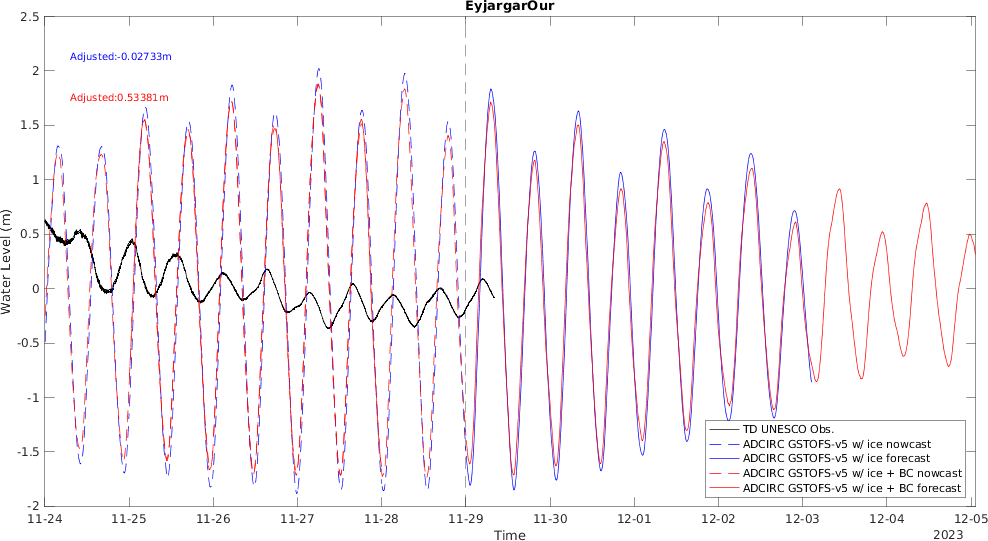 EyjargarOur
2.5
2
1.5
1
0.5
0
-0.5
-1
-1.5
-2
Water Level (m)
Adjusted:-0.02733m
Adjusted:0.53381m
TD UNESCO Obs.
ADCIRC GSTOFS-v5 w/ ice nowcast
ADCIRC GSTOFS-v5 w/ ice forecast
ADCIRC GSTOFS-v5 w/ ice + BC nowcast
ADCIRC GSTOFS-v5 w/ ice + BC forecast
11-24 11-25 11-26 11-27 11-28 11-29 11-30 12-01 12-02 12-03 12-04 12-05
Time
2023